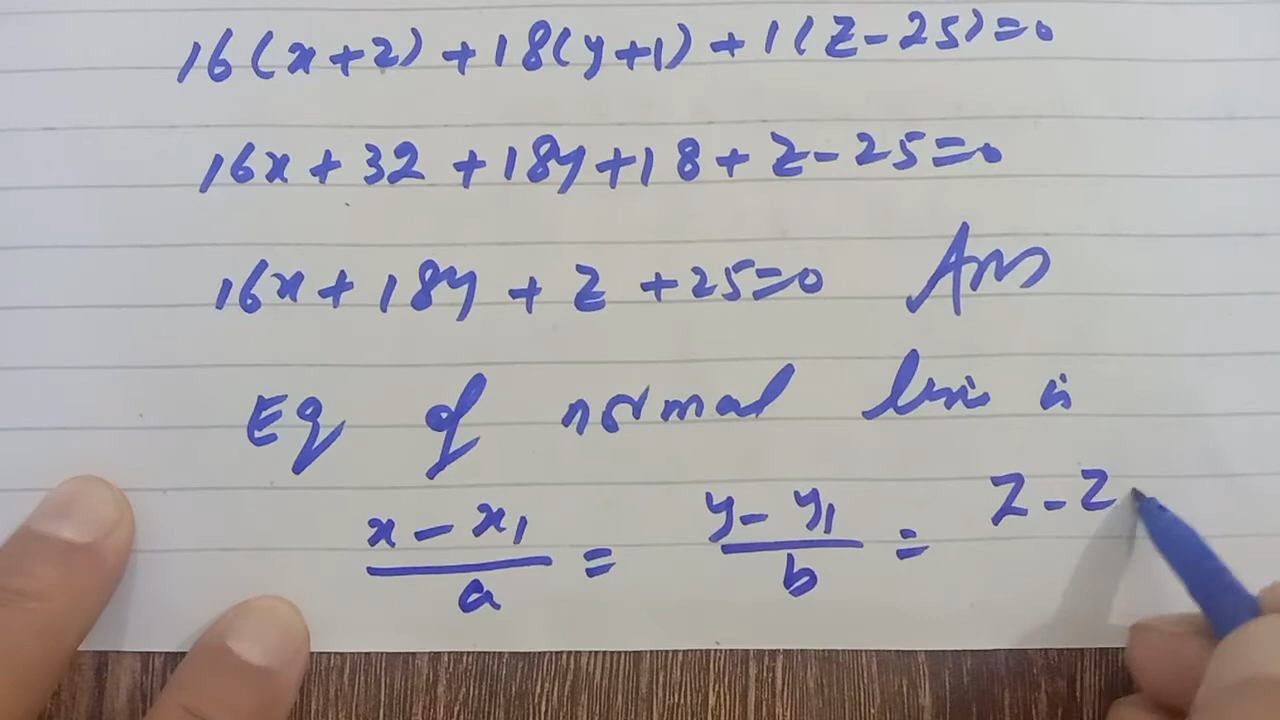 16(x+2) + 18(y+1) + 1(z-25)=0
16x + 32 + 18y + 18 + z - 25=0
16x + 18y + z + 25=0 Ans
Eq of normal line is
x - x₁ / a = y - y₁ / b = z - z